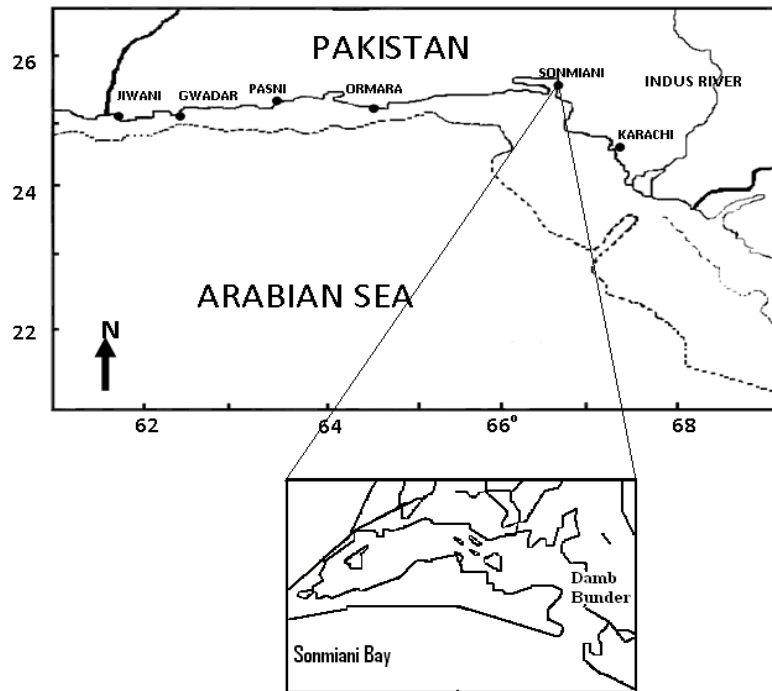 PAKISTAN
26
SONMIANI
INDUS RIVER
JIWANI
GWADAR
PASNI
ORMARA
KARACHI
24
ARABIAN SEA
22
N
62
64
66°
68
Damb
Bunder
Sonmiani Bay